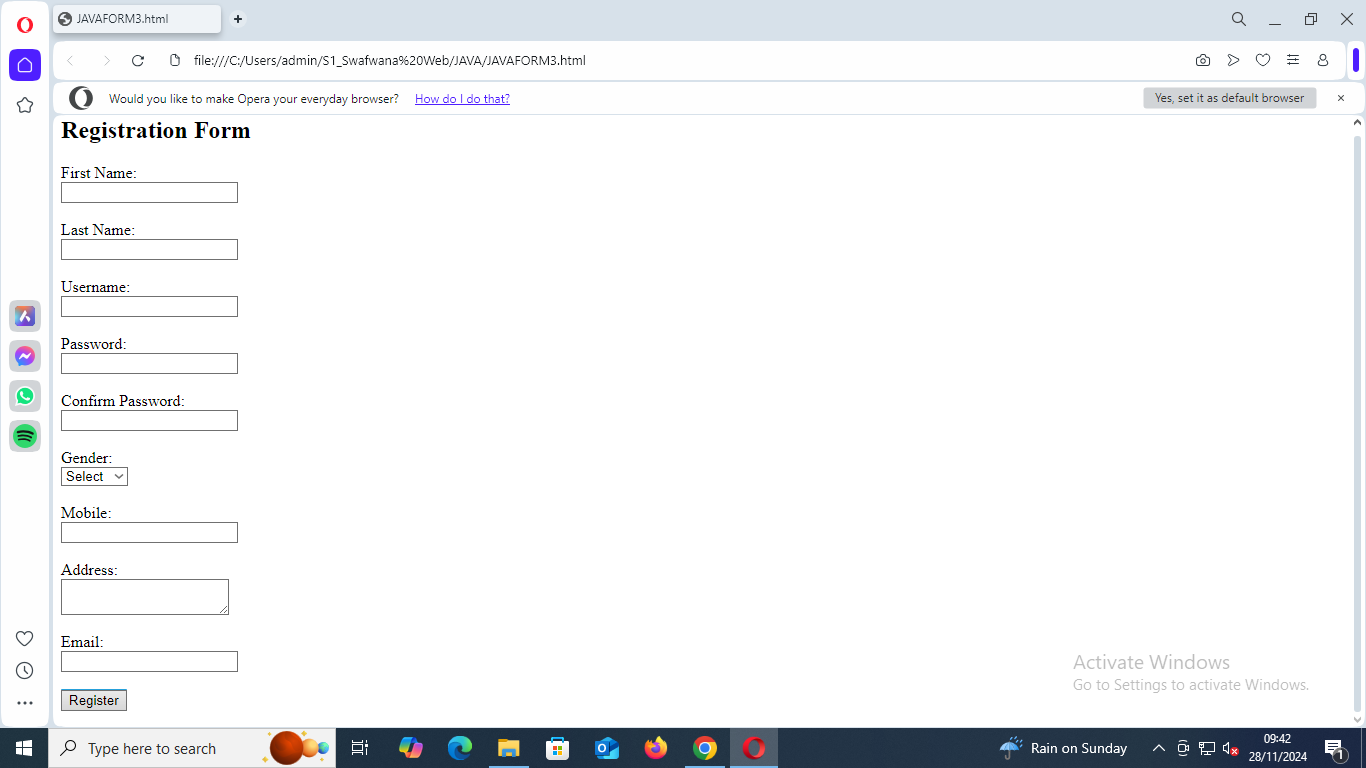 JAVAFORM3.html
file:///C:/Users/admin/S1_Swafwana%20Web/JAVA/JAVAFORM3.html
Would you like to make Opera your everyday browser? How do I do that? Yes, set it as default browser
Registration Form
First Name:
Last Name:
Username:
Password:
Confirm Password:
Gender:
Select
Mobile:
Address:
Email:
Register
Activate Windows
Go to Settings to activate Windows.
Type here to search
Rain on Sunday
09:42
28/11/2024
1